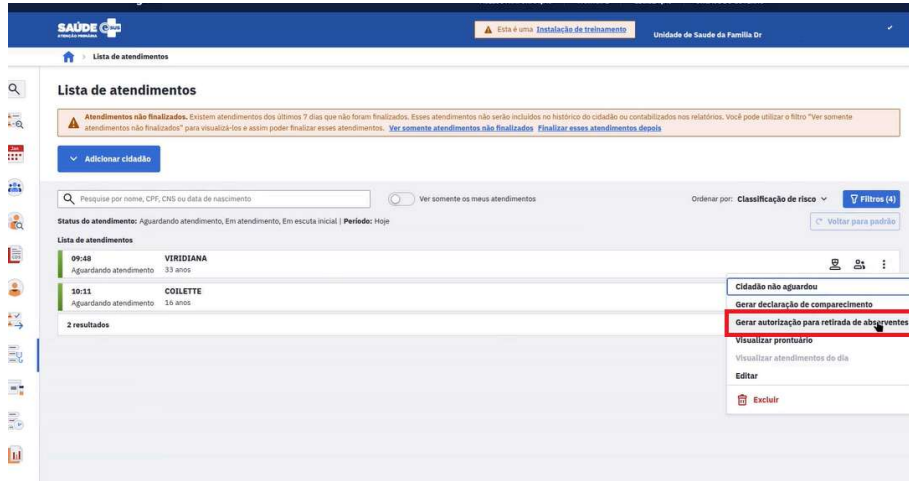 SAÚDE e-SUS
ATENÇÃO PRIMÁRIA
Esta é uma Instalação de treinamento
Unidade de Saude da Familia Dr
Lista de atendimentos
Lista de atendimentos
Atendimentos não finalizados. Existem atendimentos dos últimos 7 dias que não foram finalizados. Esses atendimentos não serão incluídos no histórico do cidadão ou contabilizados nos relatórios. Você pode utilizar o filtro "Ver somente
atendimentos não finalizados" para visualizá-los e assim poder finalizar esses atendimentos. Ver somente atendimentos não finalizados Finalizar esses atendimentos depois
Adicionar cidadão
Pesquise por nome, CPF, CNS ou data de nascimento
Ver somente os meus atendimentos
Ordenar por: Classificação de risco
Filtros (4)
Status do atendimento: Aguardando atendimento, Em atendimento, Em escuta inicial | Período: Hoje
Voltar para padrão
Lista de atendimentos
09:48 VIRIDIANA
Aguardando atendimento 33 anos
10:11 COILETTE
Aguardando atendimento 16 anos
2 resultados
Cidadão não aguardou
Gerar declaração de comparecimento
Gerar autorização para retirada de absorventes
Visualizar prontuário
Visualizar atendimentos do dia
Editar
Excluir